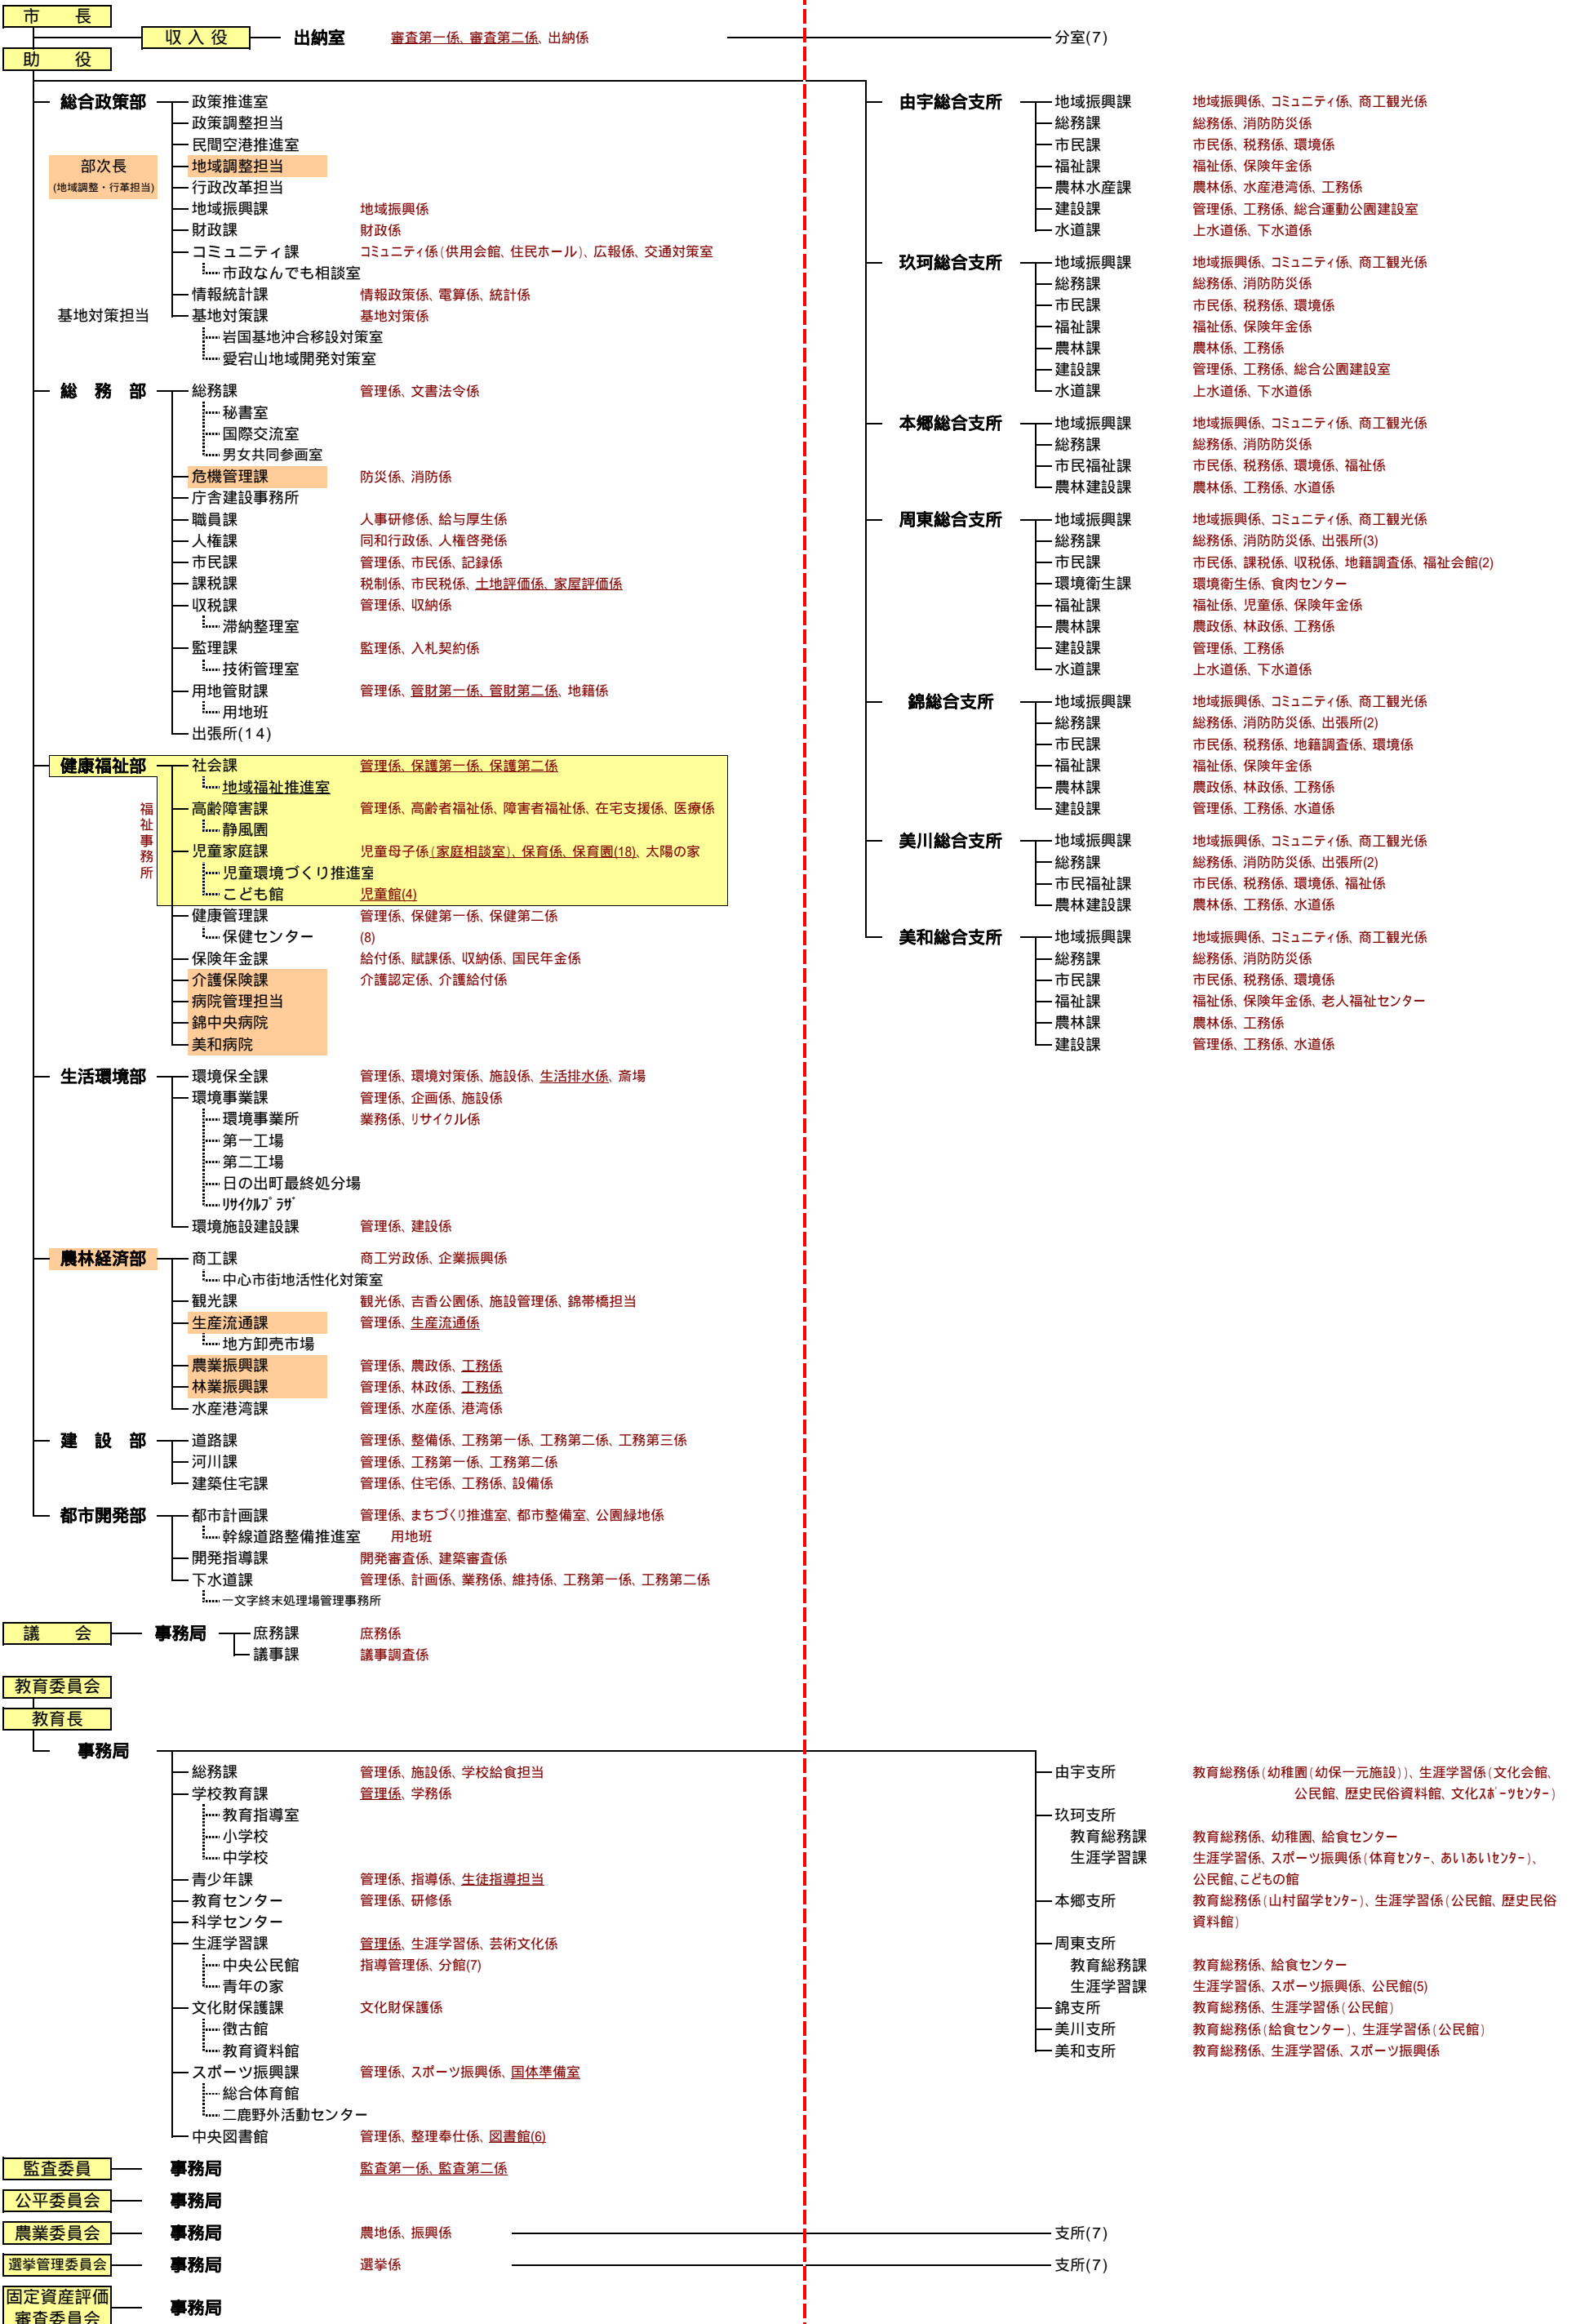 市　長
収入役　出納室　審査第一係、審査第二係、出納係　分室(7)
助　役
総合政策部　政策推進室
政策調整担当
民間空港推進室
部次長　地域調整担当
(地域調整・行革担当)　行政改革担当
地域振興課　地域振興係
財政課　財政係
コミュニティ課　コミュニティ係(供用会館、住民ホール)、広報係、交通対策室
市政なんでも相談室
情報統計課　情報政策係、電算係、統計係
基地対策担当　基地対策課　基地対策係
岩国基地沖合移設対策室
愛宕山地域開発対策室
総　務　部　総務課　管理係、文書法令係
秘書室
国際交流室
男女共同参画室
危機管理課　防災係、消防係
庁舎建設事務所
職員課　人事研修係、給与厚生係
人権課　同和行政係、人権啓発係
市民課　管理係、市民係、記録係
課税課　税制係、市民税係、土地評価係、家屋評価係
収税課　管理係、収納係
滞納整理室
監理課　監理係、入札契約係
技術管理室
用地管財課　管理係、管財第一係、管財第二係、地籍係
用地班
出張所(14)
健康福祉部　社会課　管理係、保護第一係、保護第二係
地域福祉推進室
福祉事務所
高齢障害課　管理係、高齢者福祉係、障害者福祉係、在宅支援係、医療係
静風園
児童家庭課　児童母子係(家庭相談室)、保育係、保育園(18)、太陽の家
児童環境づくり推進室
こども館　児童館(4)
健康管理課　管理係、保健第一係、保健第二係
保健センター　(8)
保険年金課　給付係、賦課係、収納係、国民年金係
介護保険課　介護認定係、介護給付係
病院管理担当
錦中央病院
美和病院
生活環境部　環境保全課　管理係、環境対策係、施設係、生活排水係、斎場
環境事業課　管理係、企画係、施設係
環境事業所　業務係、リサイクル係
第一工場
第二工場
日の出町最終処分場
リサイクルプラザ
環境施設建設課　管理係、建設係
農林経済部　商工課　商工労政係、企業振興係
中心市街地活性化対策室
観光課　観光係、吉香公園係、施設管理係、錦帯橋担当
生産流通課　管理係、生産流通係
地方卸売市場
農業振興課　管理係、農政係、工務係
林業振興課　管理係、林政係、工務係
水産港湾課　管理係、水産係、港湾係
建　設　部　道路課　管理係、整備係、工務第一係、工務第二係、工務第三係
河川課　管理係、工務第一係、工務第二係
建築住宅課　管理係、住宅係、工務係、設備係
都市開発部　都市計画課　管理係、まちづくり推進室、都市整備室、公園緑地係
幹線道路整備推進室　用地班
開発指導課　開発審査係、建築審査係
下水道課　管理係、計画係、業務係、維持係、工務第一係、工務第二係
一文字終末処理場管理事務所
由宇総合支所　地域振興課　地域振興係、コミュニティ係、商工観光係
総務課　総務係、消防防災係
市民課　市民係、税務係、環境係
福祉課　福祉係、保険年金係
農林水産課　農林係、水産港湾係、工務係
建設課　管理係、工務係、総合運動公園建設室
水道課　上水道係、下水道係
玖珂総合支所　地域振興課　地域振興係、コミュニティ係、商工観光係
総務課　総務係、消防防災係
市民課　市民係、税務係、環境係
福祉課　福祉係、保険年金係
農林課　農林係、工務係
建設課　管理係、工務係、総合公園建設室
水道課　上水道係、下水道係
本郷総合支所　地域振興課　地域振興係、コミュニティ係、商工観光係
総務課　総務係、消防防災係
市民福祉課　市民係、税務係、環境係、福祉係
農林建設課　農林係、工務係、水道係
周東総合支所　地域振興課　地域振興係、コミュニティ係、商工観光係
総務課　総務係、消防防災係、出張所(3)
市民課　市民係、課税係、収税係、地籍調査係、福祉会館(2)
環境衛生課　環境衛生係、食肉センター
福祉課　福祉係、児童係、保険年金係
農林課　農政係、林政係、工務係
建設課　管理係、工務係
水道課　上水道係、下水道係
錦総合支所　地域振興課　地域振興係、コミュニティ係、商工観光係
総務課　総務係、消防防災係、出張所(2)
市民課　市民係、税務係、地籍調査係、環境係
福祉課　福祉係、保険年金係
農林課　農政係、林政係、工務係
建設課　管理係、工務係、水道係
美川総合支所　地域振興課　地域振興係、コミュニティ係、商工観光係
総務課　総務係、消防防災係、出張所(2)
市民福祉課　市民係、税務係、環境係、福祉係
農林建設課　農林係、工務係、水道係
美和総合支所　地域振興課　地域振興係、コミュニティ係、商工観光係
総務課　総務係、消防防災係
市民課　市民係、税務係、環境係
福祉課　福祉係、保険年金係、老人福祉センター
農林課　農林係、工務係
建設課　管理係、工務係、水道係
議　会　事務局　庶務課　庶務係
議事課　議事調査係
教育委員会
教育長
事務局
総務課　管理係、施設係、学校給食担当
学校教育課　管理係、学務係
教育指導室
小学校
中学校
青少年課　管理係、指導係、生徒指導担当
教育センター　管理係、研修係
科学センター
生涯学習課　管理係、生涯学習係、芸術文化係
中央公民館　指導管理係、分館(7)
青年の家
文化財保護課　文化財保護係
徴古館
教育資料館
スポーツ振興課　管理係、スポーツ振興係、国体準備室
総合体育館
二鹿野外活動センター
中央図書館　管理係、整理奉仕係、図書館(6)
由宇支所　教育総務係(幼稚園(幼保一元施設))、生涯学習係(文化会館、
公民館、歴史民俗資料館、文化スポーツセンター)
玖珂支所
教育総務課　教育総務係、幼稚園、給食センター
生涯学習課　生涯学習係、スポーツ振興係(体育センター、あいあいセンター)、
公民館、こどもの館
本郷支所　教育総務係(山村留学センター)、生涯学習係(公民館、歴史民俗
資料館)
周東支所
教育総務課　教育総務係、給食センター
生涯学習課　生涯学習係、スポーツ振興係、公民館(5)
錦支所　教育総務係、生涯学習係(公民館)
美川支所　教育総務係(給食センター)、生涯学習係(公民館)
美和支所　教育総務係、生涯学習係、スポーツ振興係
監査委員　事務局　監査第一係、監査第二係
公平委員会　事務局
農業委員会　事務局　農地係、振興係　支所(7)
選挙管理委員会　事務局　選挙係　支所(7)
固定資産評価
審査委員会　事務局